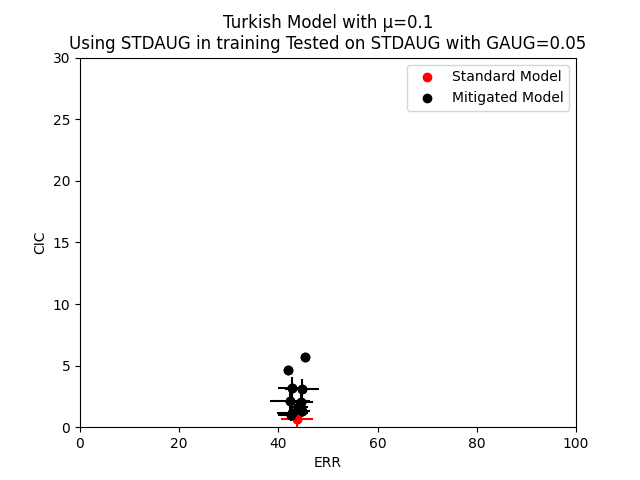 Turkish Model with μ=0.1
Using STDAUG in training Tested on STDAUG with GAUG=0.05
Standard Model
Mitigated Model
30
25
20
15
10
5
0
CIC
0 20 40 60 80 100
ERR